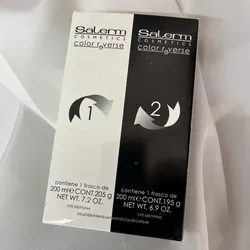 Salerm
COSMETICS
color reverse
1
contiene 1 frasco de
200 ml e CONT. 205 g
NET WT. 7.2 OZ.
Salerm
COSMETICS
color reverse
2
contiene 1 frasco de
200 ml e CONT. 195 g
NET WT. 6.9 OZ.